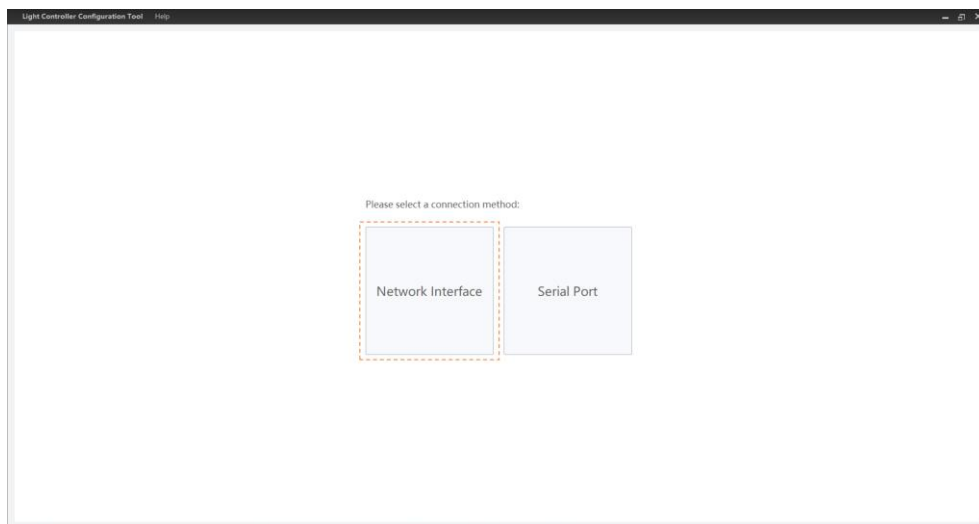 Light Controller Configuration Tool Help
Please select a connection method:
Network Interface Serial Port